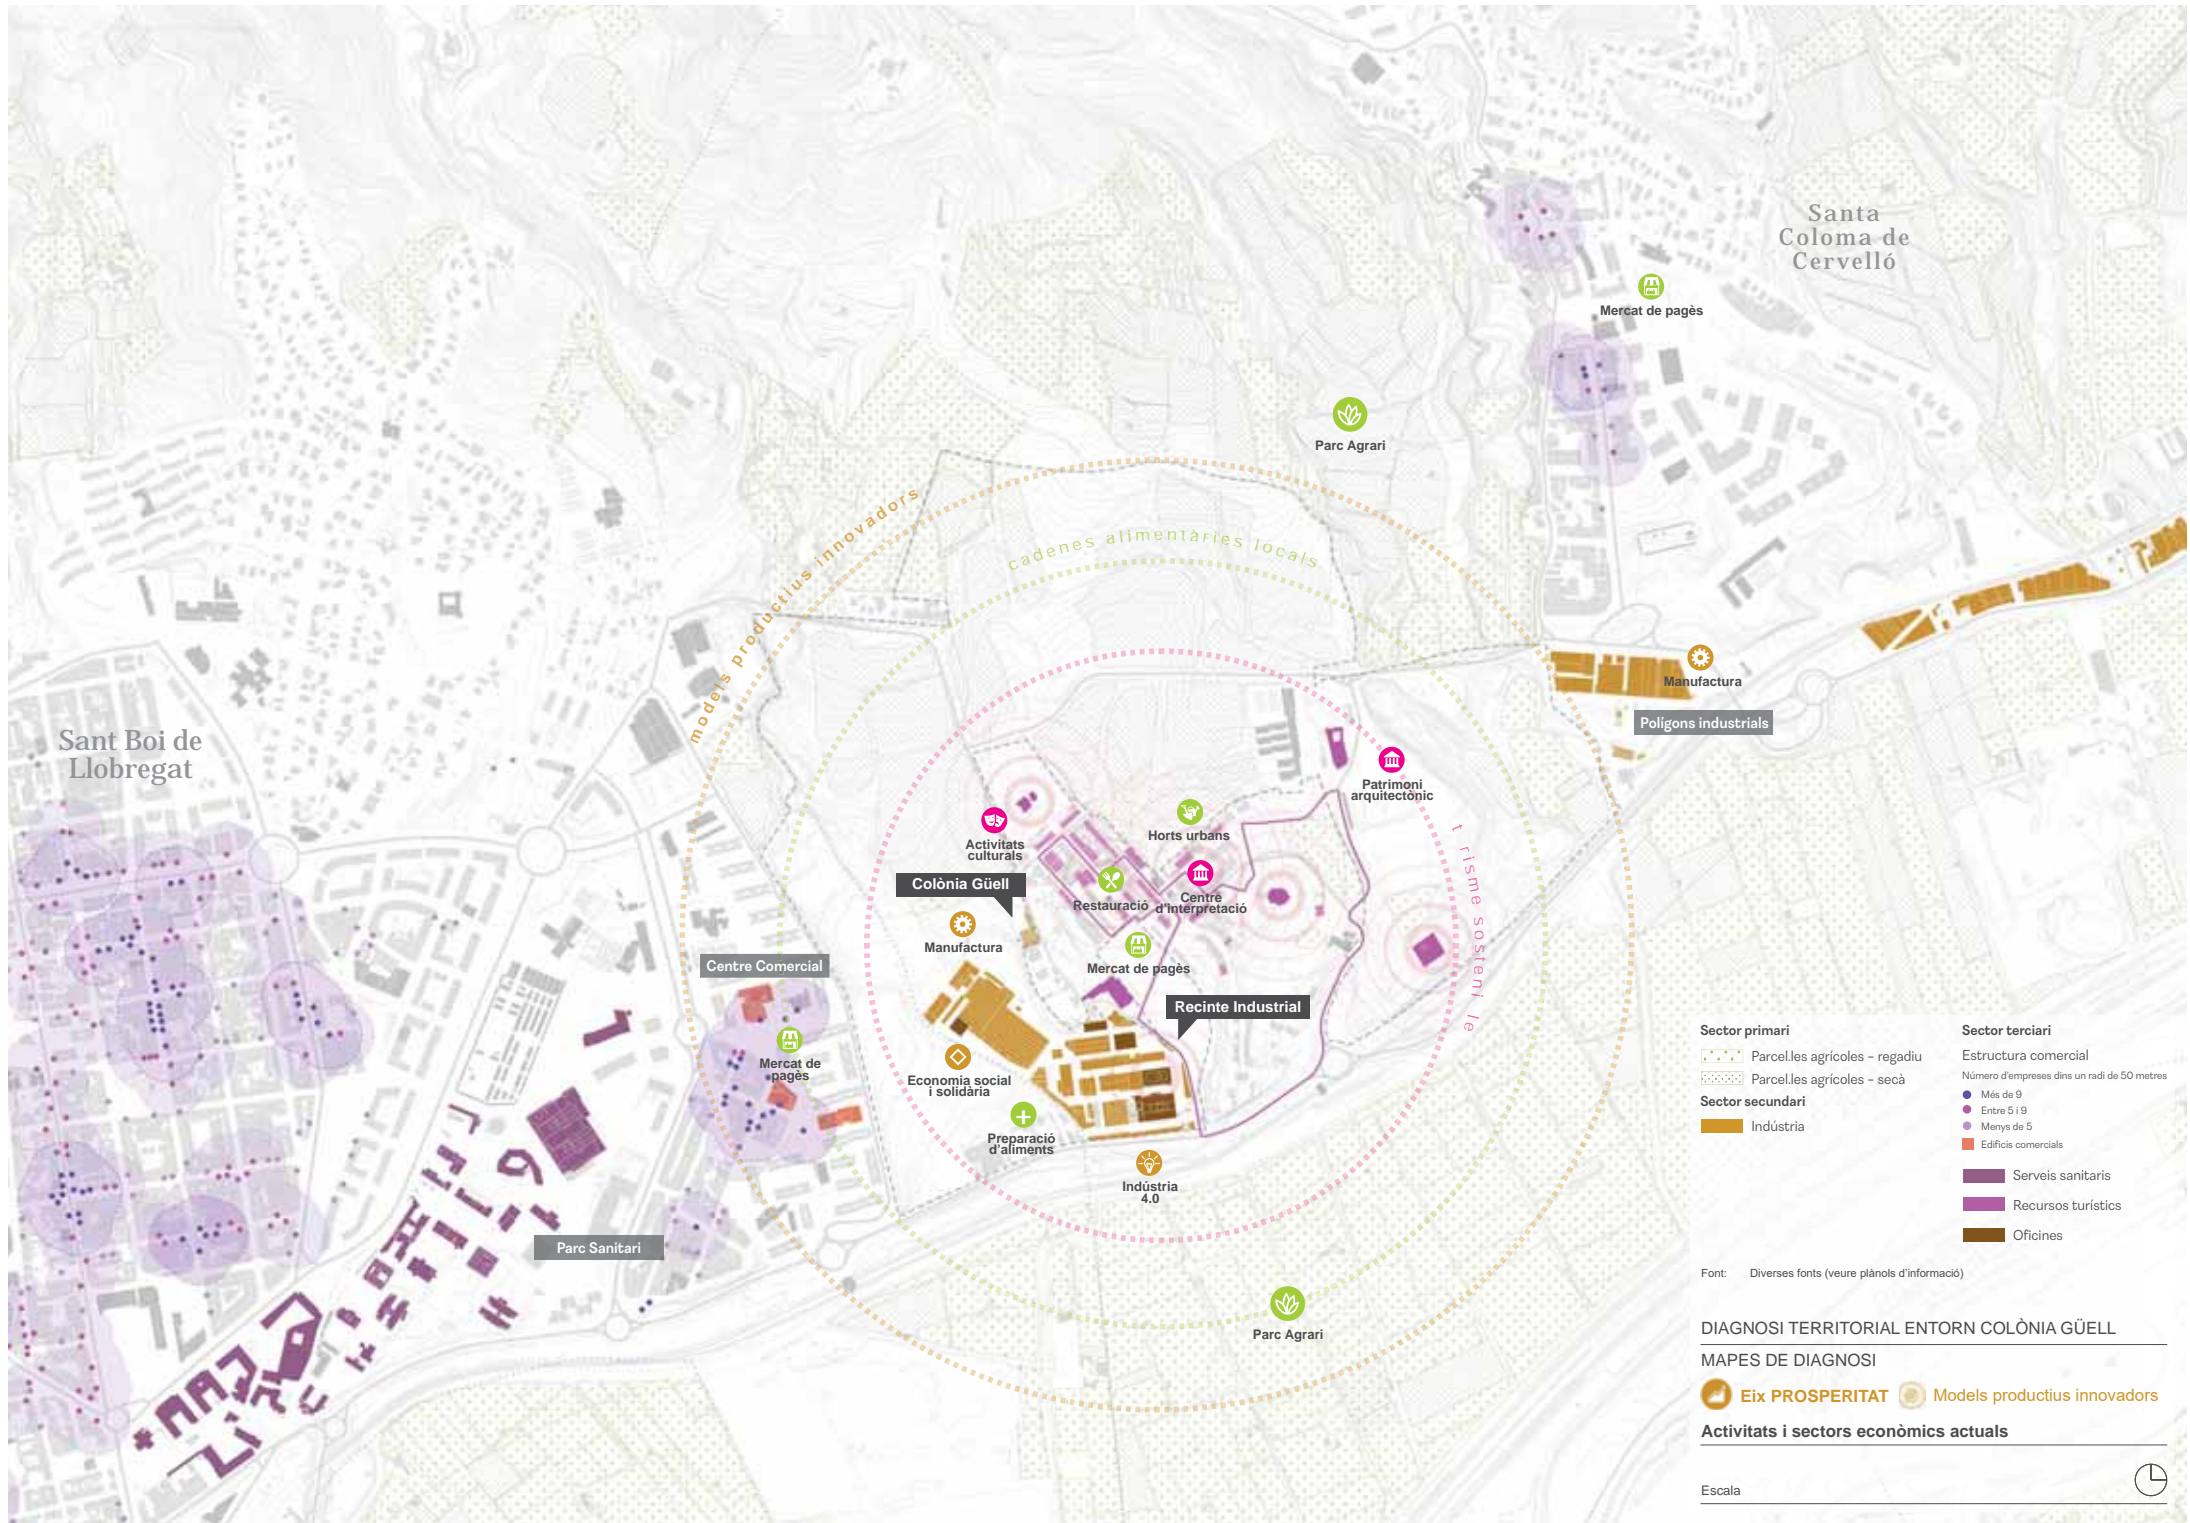 Santa
Coloma de
Cervelló
Mercat de pagès
Parc Agrari
models productius innovadors
cadenes alimentàries locals
Manufactura
Polígons industrials
Sant Boi de
Llobregat
Patrimoni
arquitectònic
Activitats
culturals
Horts urbans
t risme sosteni le
Colònia Güell
Restauració
Centre
d'interpretació
Manufactura
Centre Comercial
Mercat de pagès
Recinte Industrial
Mercat de
pagès
Economia social
i solidària
Preparació
d'aliments
Indústria
4.0
Parc Sanitari
Parc Agrari
Sector primari
Parcel.les agrícoles - regadiu
Parcel.les agrícoles - secà
Sector secundari
Indústria
Sector terciari
Estructura comercial
Número d'empreses dins un radi de 50 metres
Més de 9
Entre 5 i 9
Menys de 5
Edificis comercials
Serveis sanitaris
Recursos turístics
Oficines
Font: Diverses fonts (veure plànols d'informació)
DIAGNOSI TERRITORIAL ENTORN COLÒNIA GÜELL
MAPES DE DIAGNOSI
Eix PROSPERITAT Models productius innovadors
Activitats i sectors econòmics actuals
Escala